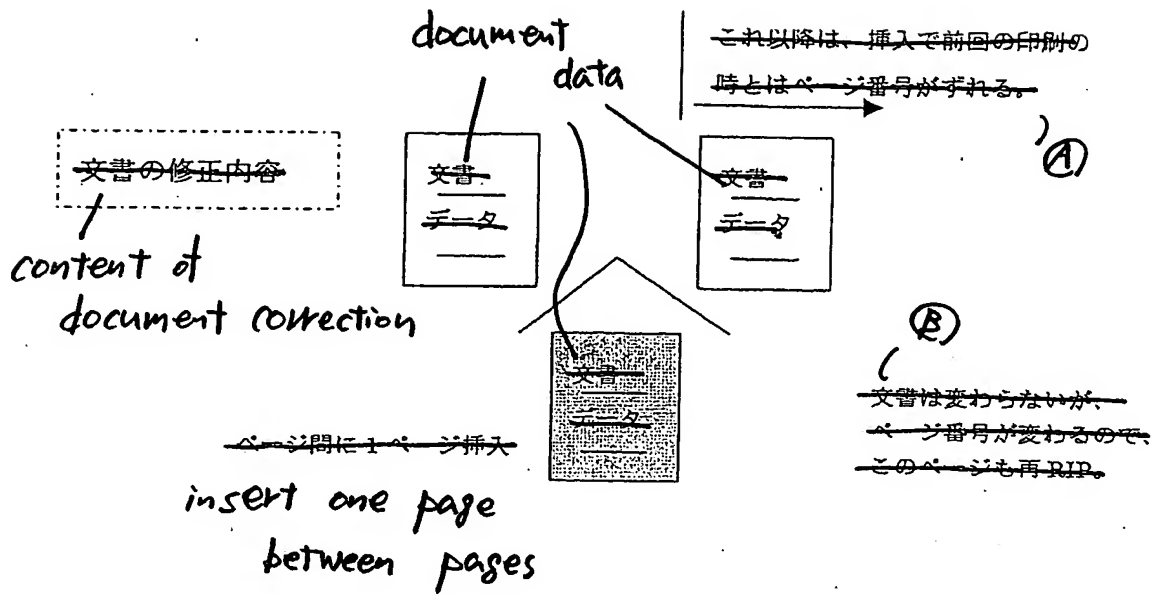 document
data
これ以降は、挿入で前回の印刷の
時とはページ番号がずれる。
Ⓐ
文書の修正内容
文書
データ
文書
データ
content of
document correction
文書
データ
Ⓑ
文書は変わらないが、
ページ番号が変わるので、
このページも再RIP。
ページ間に1ページ挿入
insert one page
between pages